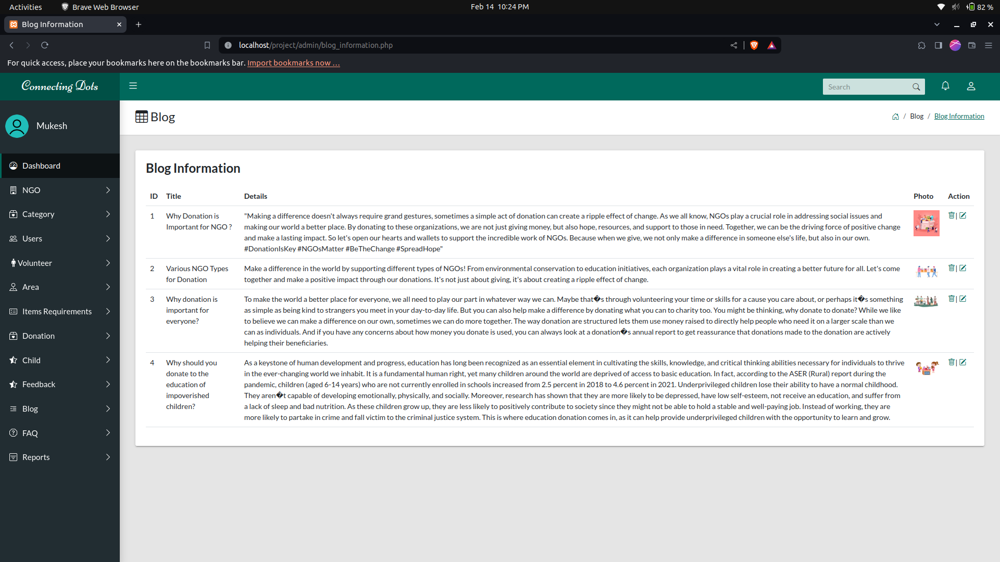 Activities Brave Web Browser Feb 14 10:24 PM 82 %
Blog Information
localhost/project/admin/blog_information.php
For quick access, place your bookmarks here on the bookmarks bar. Import bookmarks now …
Connecting Dots Search
Mukesh
Blog
/ Blog / Blog Information
Dashboard
NGO
Category
Users
Volunteer
Area
Items Requirements
Donation
Child
Feedback
Blog
FAQ
Reports
Blog Information
ID Title Details Photo Action
1 Why Donation is Important for NGO ?
"Making a difference doesn't always require grand gestures, sometimes a simple act of donation can create a ripple effect of change. As we all know, NGOs play a crucial role in addressing social issues and
making our world a better place. By donating to these organizations, we are not just giving money, but also hope, resources, and support to those in need. Together, we can be the driving force of positive change
and make a lasting impact. So let's open our hearts and wallets to support the incredible work of NGOs. Because when we give, we not only make a difference in someone else's life, but also in our own.
#DonationIsKey #NGOsMatter #BeTheChange #SpreadHope"
|
2 Various NGO Types for Donation
Make a difference in the world by supporting different types of NGOs! From environmental conservation to education initiatives, each organization plays a vital role in creating a better future for all. Let's come
together and make a positive impact through our donations. It's not just about giving, it's about creating a ripple effect of change.
|
3 Why donation is important for everyone?
To make the world a better place for everyone, we all need to play our part in whatever way we can. Maybe that�s through volunteering your time or skills for a cause you care about, or perhaps it�s something
as simple as being kind to strangers you meet in your day-to-day life. But you can also help make a difference by donating what you can to charity too. You might be thinking, why donate to donate? While we like
to believe we can make a difference on our own, sometimes we can do more together. The way donation are structured lets them use money raised to directly help people who need it on a larger scale than we
can as individuals. And if you have any concerns about how money you donate is used, you can always look at a donation�s annual report to get reassurance that donations made to the donation are actively
helping their beneficiaries.
|
4 Why should you donate to the education of impoverished children?
As a keystone of human development and progress, education has long been recognized as an essential element in cultivating the skills, knowledge, and critical thinking abilities necessary for individuals to thrive
in the ever-changing world we inhabit. It is a fundamental human right, yet many children around the world are deprived of access to basic education. In fact, according to the ASER (Rural) report during the
pandemic, children (aged 6-14 years) who are not currently enrolled in schools increased from 2.5 percent in 2018 to 4.6 percent in 2021. Underprivileged children lose their ability to have a normal childhood.
They aren�t capable of developing emotionally, physically, and socially. Moreover, research has shown that they are more likely to be depressed, have low self-esteem, not receive an education, and suffer from
a lack of sleep and bad nutrition. As these children grow up, they are less likely to positively contribute to society since they might not be able to hold a stable and well-paying job. Instead of working, they are
more likely to partake in crime and fall victim to the criminal justice system. This is where education donation comes in, as it can help provide underprivileged children with the opportunity to learn and grow.
|